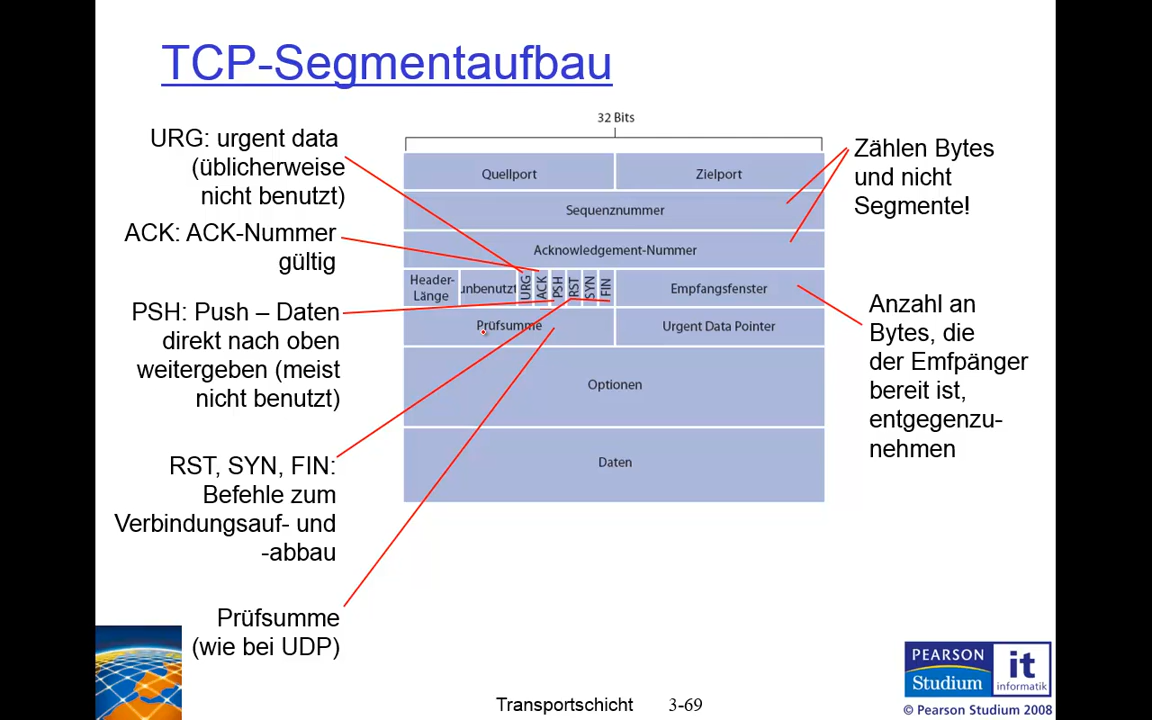 TCP-Segmentaufbau
URG: urgent data
(üblicherweise
nicht benutzt)
ACK: ACK-Nummer
gültig
PSH: Push – Daten
direkt nach oben
weitergeben (meist
nicht benutzt)
RST, SYN, FIN:
Befehle zum
Verbindungsauf- und
-abbau
Prüfsumme
(wie bei UDP)
32 Bits
Quellport
Zielport
Sequenznummer
Acknowledgement-Nummer
Header-
Länge
unbenutzt
URG
ACK
PSH
RST
SYN
FIN
Empfangsfenster
Prüfsumme
Urgent Data Pointer
Optionen
Daten
Zählen Bytes
und nicht
Segmente!
Anzahl an
Bytes, die
der Emfpänger
bereit ist,
entgegenzu-
nehmen
PEARSON
Studium
it
informatik
© Pearson Studium 2008
Transportschicht
3-69